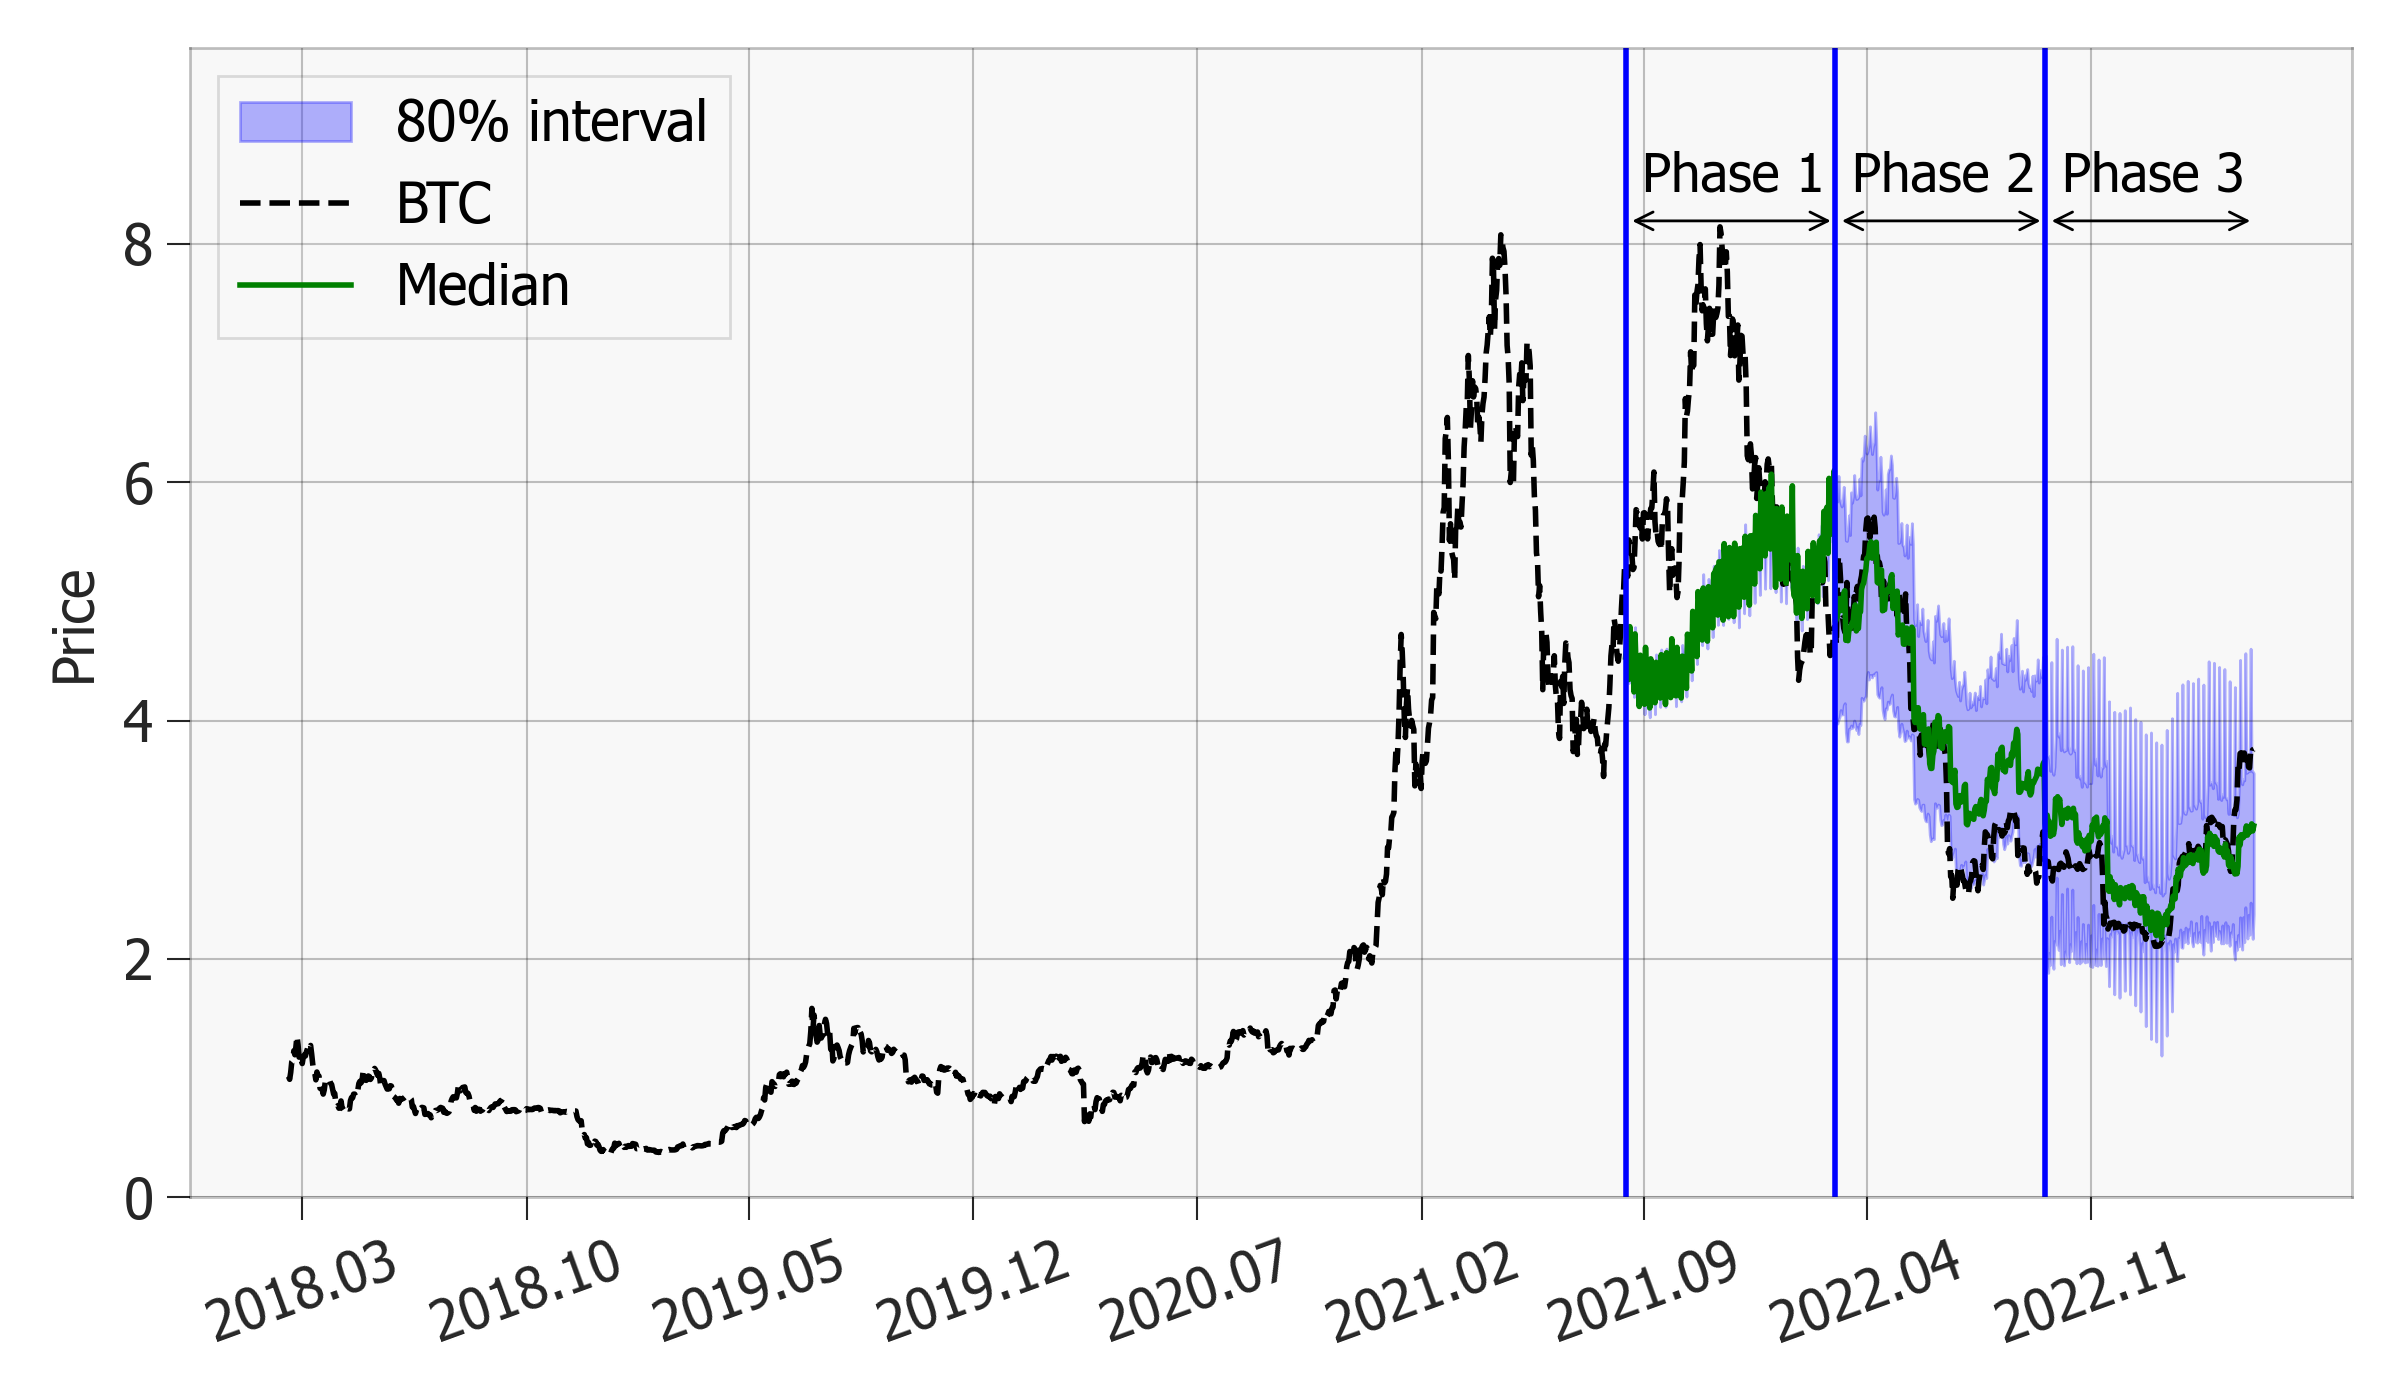 80% interval
BTC
Median
Phase 1
Phase 2
Phase 3
Price
8
6
4
2
0
2018.03
2018.10
2019.05
2019.12
2020.07
2021.02
2021.09
2022.04
2022.11